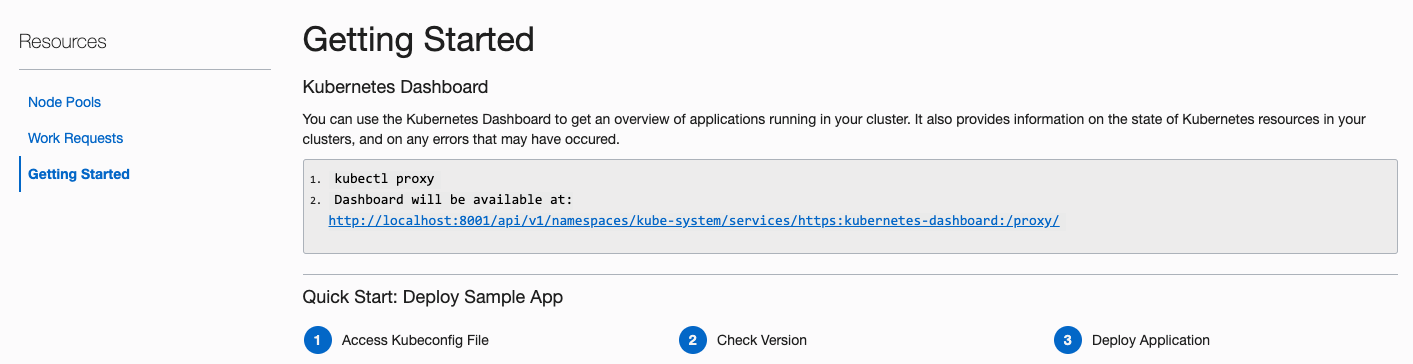 Resources
Node Pools
Work Requests
Getting Started
Getting Started
Kubernetes Dashboard
You can use the Kubernetes Dashboard to get an overview of applications running in your cluster. It also provides information on the state of Kubernetes resources in your
clusters, and on any errors that may have occured.
1. kubectl proxy
2. Dashboard will be available at:
http://localhost:8001/api/v1/namespaces/kube-system/services/https:kubernetes-dashboard:/proxy/
Quick Start: Deploy Sample App
1 Access Kubeconfig File 2 Check Version 3 Deploy Application